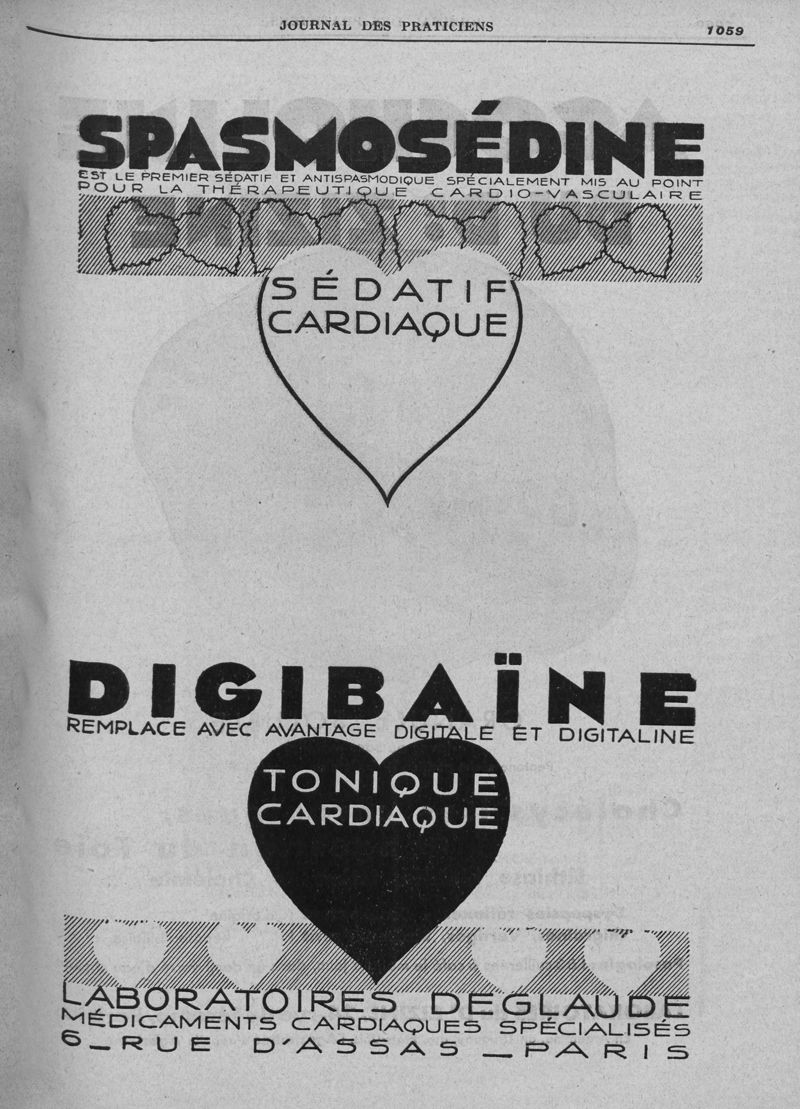 JOURNAL DES PRATICIENS
1059
SPASMOSÉDINE
EST LE PREMIER SÉDATIF ET ANTISPASMODIQUE SPÉCIALEMENT MIS AU POINT
POUR LA THÉRAPEUTIQUE CARDIO-VASCULAIRE
SÉDATIF
CARDIAQUE
DIGIBAÏNE
REMPLACE AVEC AVANTAGE DIGITALE ET DIGITALINE
TONIQUE
CARDIAQUE
LABORATOIRES DEGLAUDE
MÉDICAMENTS CARDIAQUES SPÉCIALISÉS
6_RUE D'ASSAS _PARIS